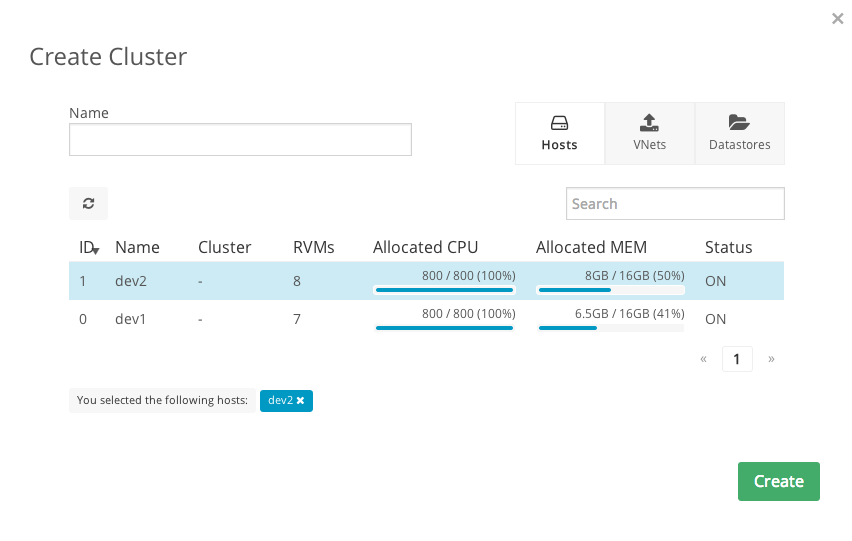 ×
Create Cluster
Name
Hosts VNets Datastores
Search
ID Name Cluster RVMs Allocated CPU Allocated MEM Status
1 dev2 - 8 800 / 800 (100%) 8GB / 16GB (50%) ON
0 dev1 - 7 800 / 800 (100%) 6.5GB / 16GB (41%) ON
« 1 »
You selected the following hosts: dev2 ×
Create